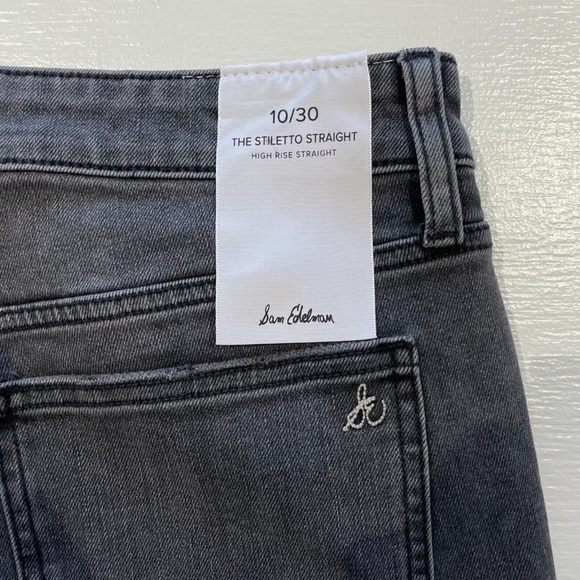 10/30
THE STILETTO STRAIGHT
HIGH RISE STRAIGHT
Sam Edelman